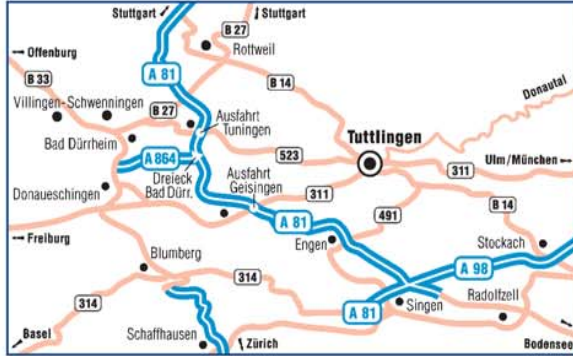 Stuttgart
B 27
Stuttgart
Rottweil
Offenburg
A 81
B 14
B 33
Donautal
Villingen-Schwenningen
B 27
Ausfahrt
Tuningen
Tuttlingen
Bad Dürrheim
A 864
523
311
Ulm/München
Dreieck
Bad Dürr.
Ausfahrt
Geisingen
Donaueschingen
311
491
B 14
A 81
Freiburg
Engen
Stockach
Blumberg
A 98
314
314
A 81
Singen
Radolfzell
Basel
Schaffhausen
Zürich
Bodensee